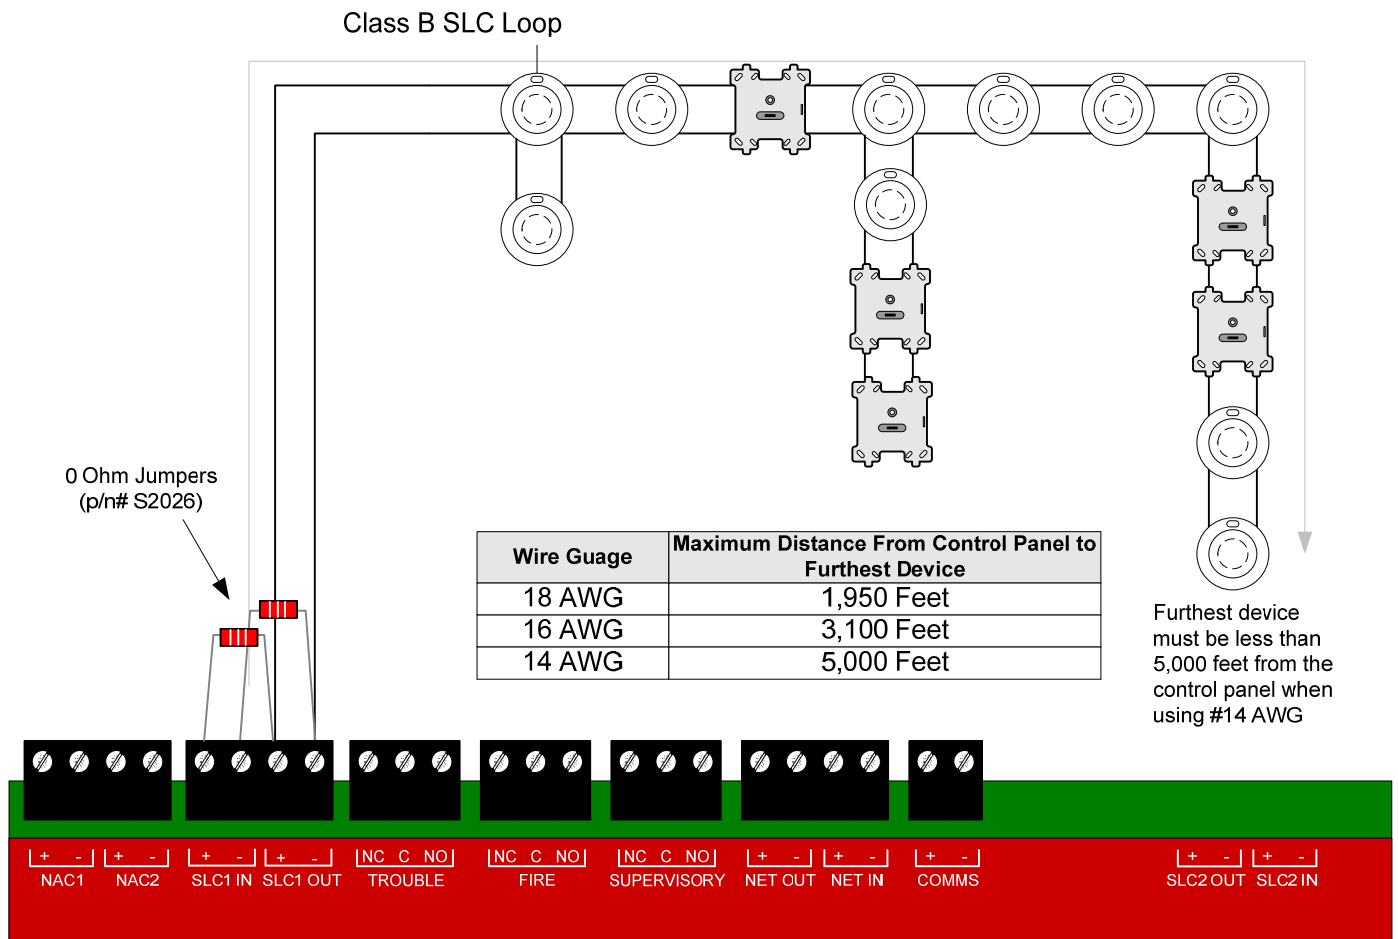 Class B SLC Loop
0 Ohm Jumpers
(p/n# S2026)
Wire Guage
Maximum Distance From Control Panel to
Furthest Device
18 AWG
1,950 Feet
16 AWG
3,100 Feet
14 AWG
5,000 Feet
Furthest device
must be less than
5,000 feet from the
control panel when
using #14 AWG
+ - + - + - + - NC C NO NC C NO NC C NO + - + - + - + - + -
NAC1 NAC2 SLC1 IN SLC1 OUT TROUBLE FIRE SUPERVISORY NET OUT NET IN COMMS SLC2 OUT SLC2 IN